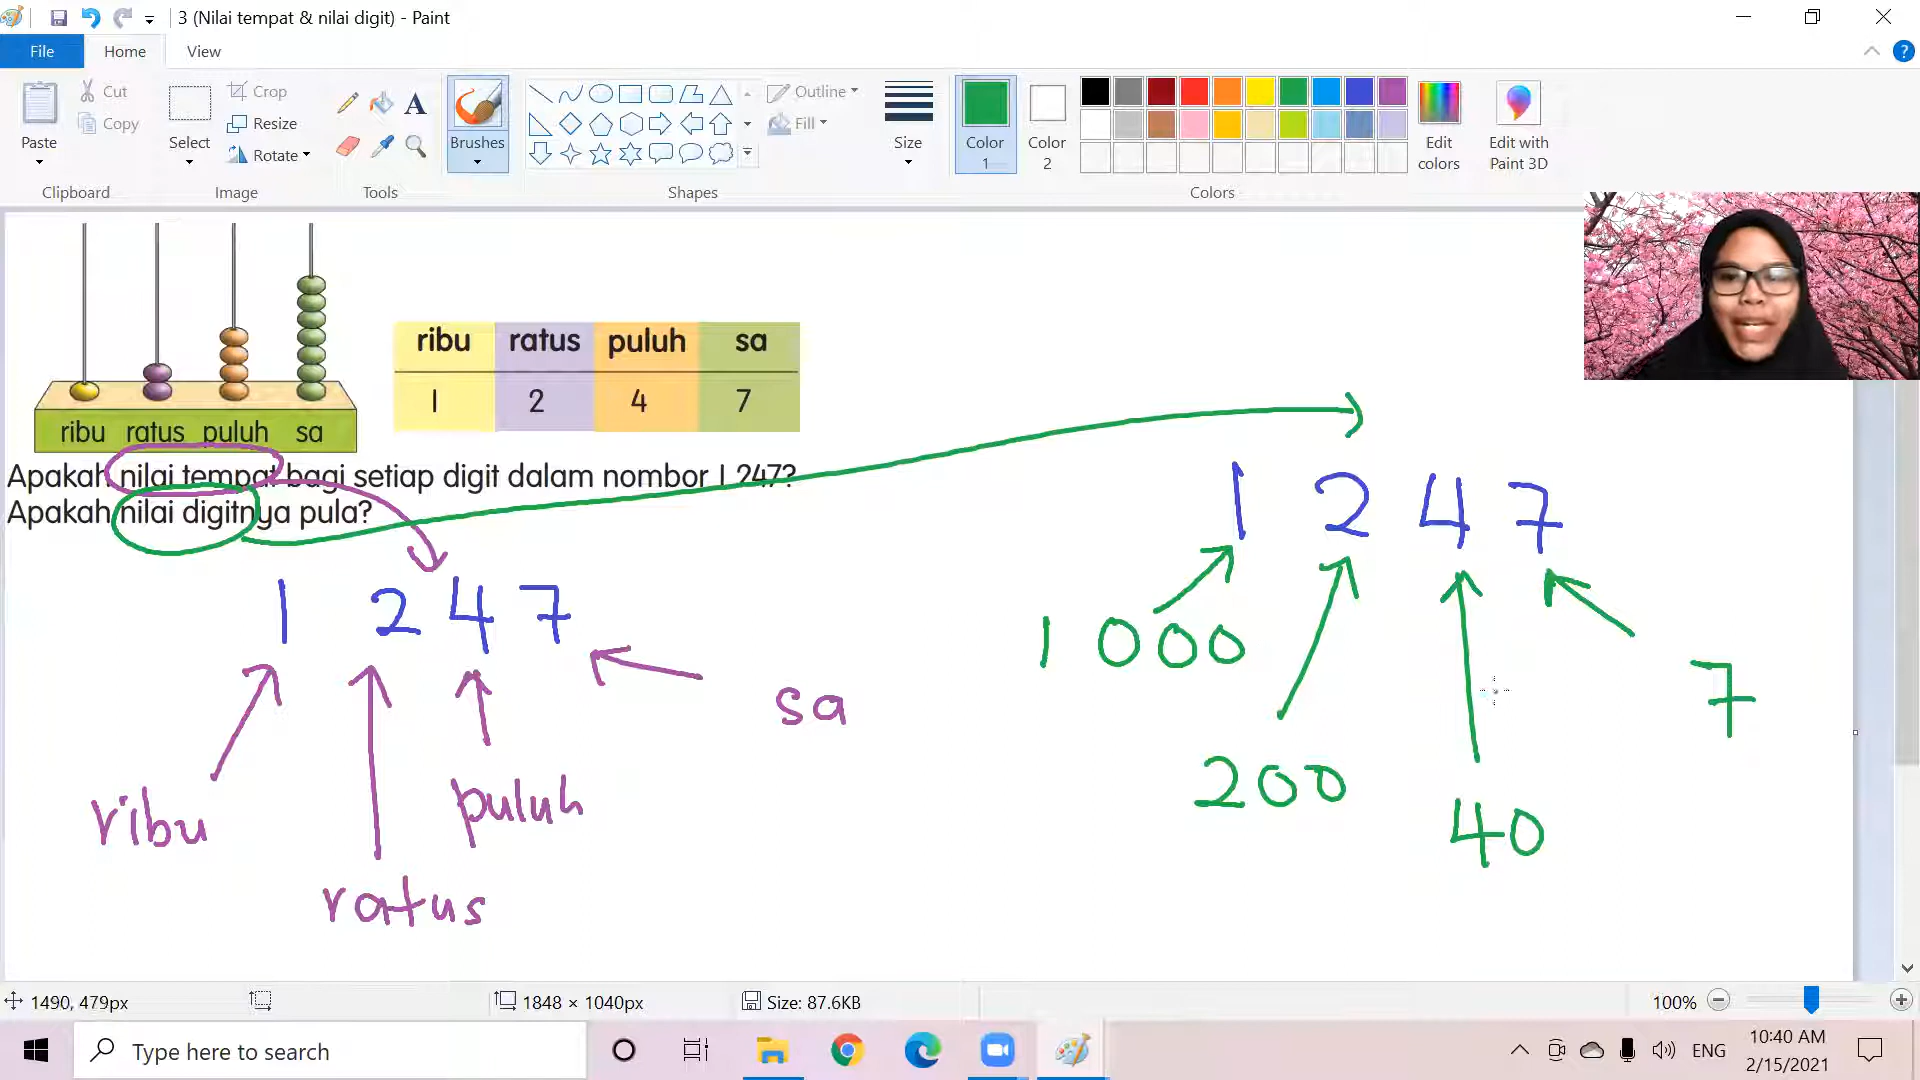 3 (Nilai tempat & nilai digit) - Paint
File Home View
Paste
Cut
Copy
Clipboard
Select
Crop
Resize
Rotate
Image
Tools
Brushes
Shapes
Outline
Fill
Size
Color 1
Color 2
Edit colors
Edit with Paint 3D
Colors
ribu ratus puluh sa
ribu ratus puluh sa
1 2 4 7
Apakah nilai tempat bagi setiap digit dalam nombor 1 247?
Apakah nilai digitnya pula?
1 2 4 7
ribu
ratus
puluh
sa
1 2 4 7
1 000
200
40
7
1490, 479px
1848 × 1040px
Size: 87.6KB
100%
Type here to search
ENG
10:40 AM
2/15/2021